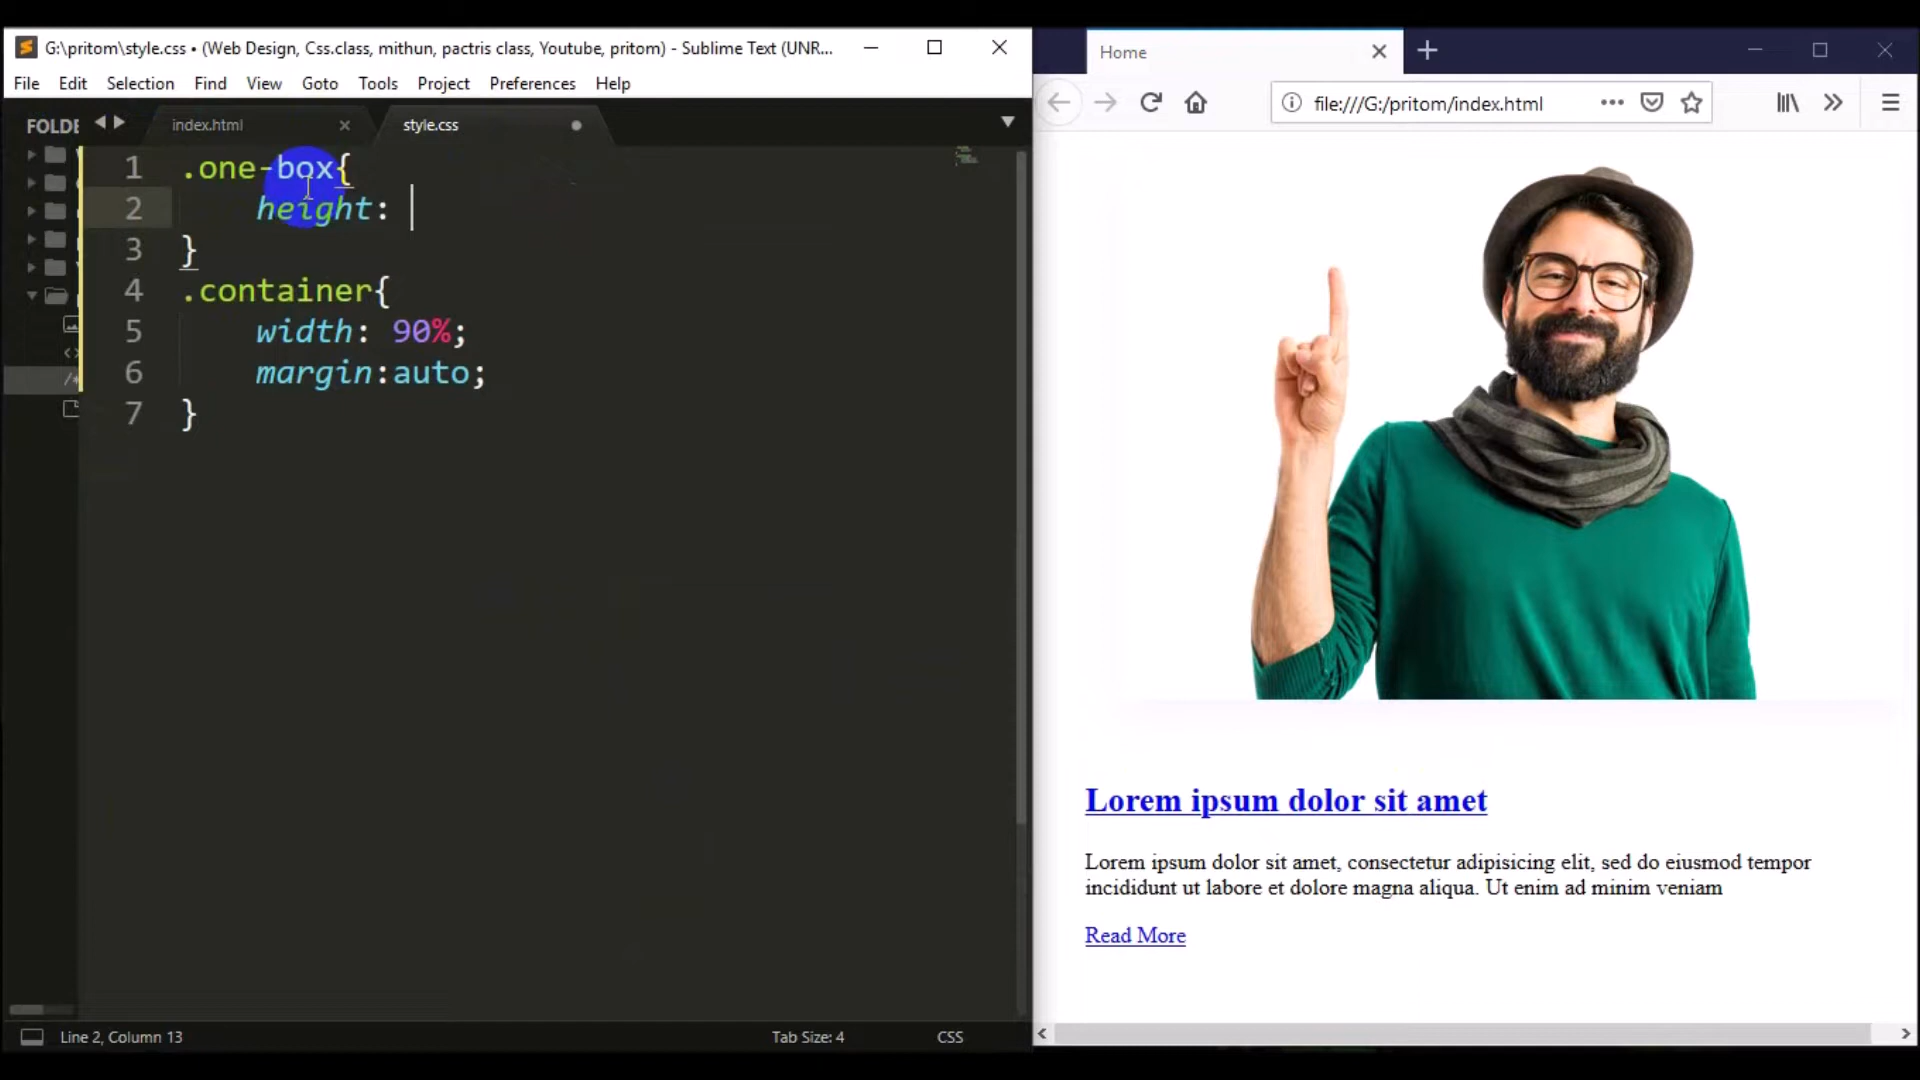 G:\pritom\style.css • (Web Design, Css.class, mithun, pactris class, Youtube, pritom) - Sublime Text (UNR...
File Edit Selection Find View Goto Tools Project Preferences Help
FOLDE
index.html
style.css
1 .one-box{
2 height:
3 }
4 .container{
5 width: 90%;
6 margin:auto;
7 }
Line 2, Column 13
Tab Size: 4
CSS
Home
file:///G:/pritom/index.html
Lorem ipsum dolor sit amet
Lorem ipsum dolor sit amet, consectetur adipisicing elit, sed do eiusmod tempor
incididunt ut labore et dolore magna aliqua. Ut enim ad minim veniam
Read More